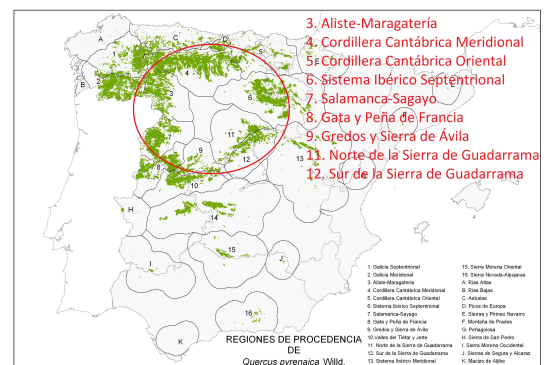 3. Aliste-Maragatería
4. Cordillera Cantábrica Meridional
5. Cordillera Cantábrica Oriental
6. Sistema Ibérico Septentrional
7. Salamanca-Sagayo
8. Gata y Peña de Francia
9. Gredos y Sierra de Ávila
11. Norte de la Sierra de Guadarrama
12. Sur de la Sierra de Guadarrama
A
C
D
1
B
2
3
4
5
6
7
8
9
10
11
12
13
H
14
15
I
J
16
K
1. Galicia Septentrional
2. Galicia Meridional
3. Aliste-Maragatería
4. Cordillera Cantábrica Meridional
5. Cordillera Cantábrica Oriental
6. Sistema Ibérico Septentrional
7. Salamanca-Sayago
8. Gata y Peña de Francia
9. Gredos y Sierra de Ávila
10. Valles del Tiétar y Jerte
11. Norte de la Sierra de Guadarrama
12. Sur de la Sierra de Guadarrama
13. Sistema Ibérico Meridional
15. Sierra Morena Oriental
16. Sierra Nevada-Alpujarras
A. Rías Altas
B. Rías Bajas
C. Asturias
D. Picos de Europa
E. Sierras y Pirineo Navarro
F. Montaña de Prades
G. Peñagolosa
H. Sierra de San Pedro
I. Sierra Morena Occidental
J. Sierras de Segura y Alcaraz
K. Macizo de Aljibe
REGIONES DE PROCEDENCIA
DE
Quercus pyrenaica Willd.